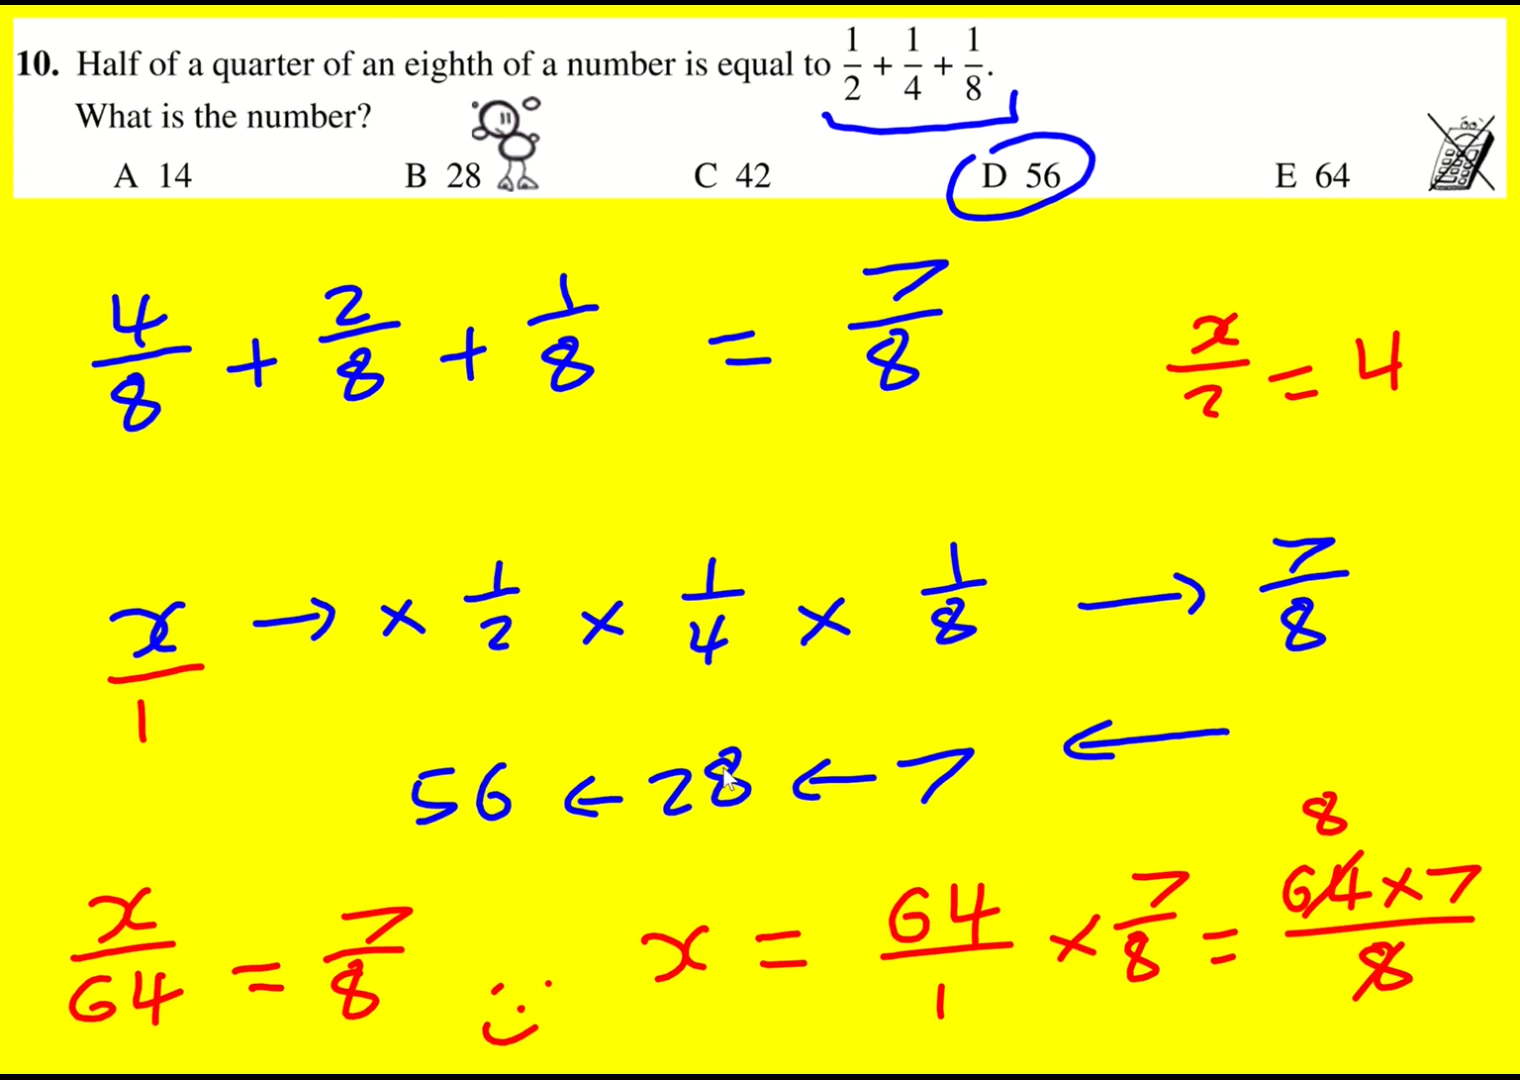 10. Half of a quarter of an eighth of a number is equal to 1/2 + 1/4 + 1/8.
What is the number?
A 14 B 28 C 42 D 56 E 64
4/8 + 2/8 + 1/8 = 7/8
x/2 = 4
x/1 → × 1/2 × 1/4 × 1/8 → 7/8
56 ← 28 ← 7 ←
x/64 = 7/8
x = 64/1 × 7/8 = 64 × 7/8
8